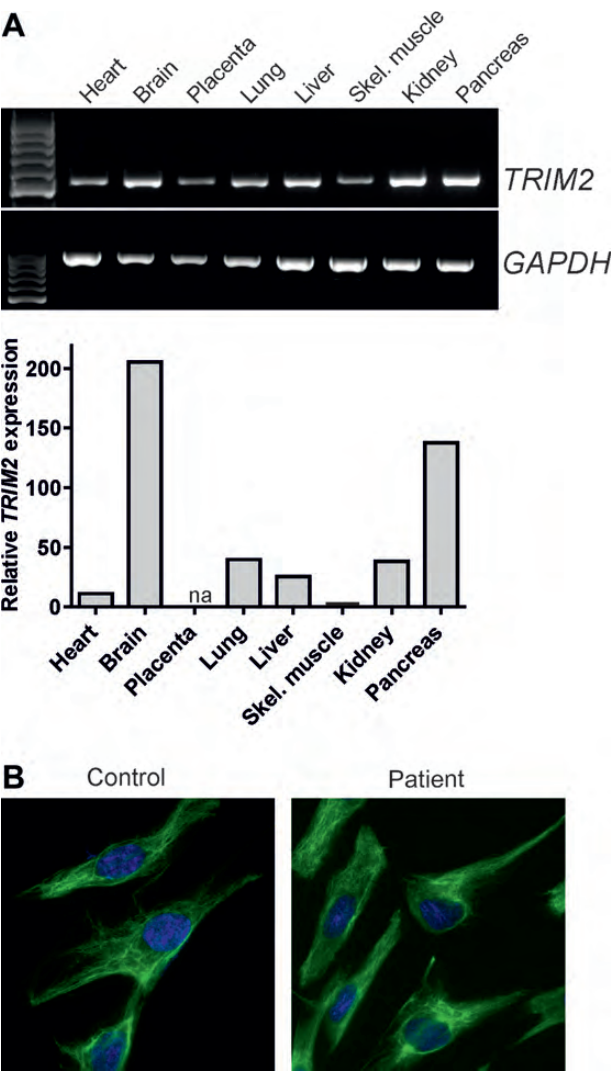 A
Heart Brain Placenta Lung Liver Skel. muscle Kidney Pancreas
TRIM2
GAPDH
Relative TRIM2 expression
200
150
100
50
0
na
Heart Brain Placenta Lung Liver Skel. muscle Kidney Pancreas
B
Control Patient